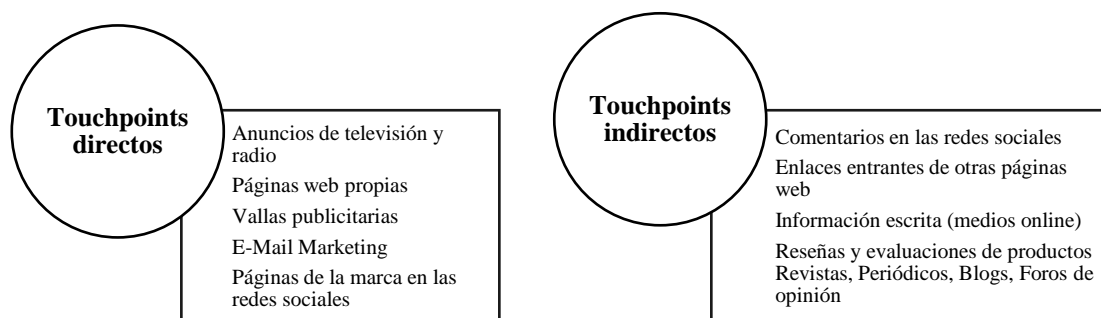 Touchpoints
directos
Anuncios de televisión y
radio
Páginas web propias
Vallas publicitarias
E-Mail Marketing
Páginas de la marca en las
redes sociales
Touchpoints
indirectos
Comentarios en las redes sociales
Enlaces entrantes de otras páginas
web
Información escrita (medios online)
Reseñas y evaluaciones de productos
Revistas, Periódicos, Blogs, Foros de
opinión